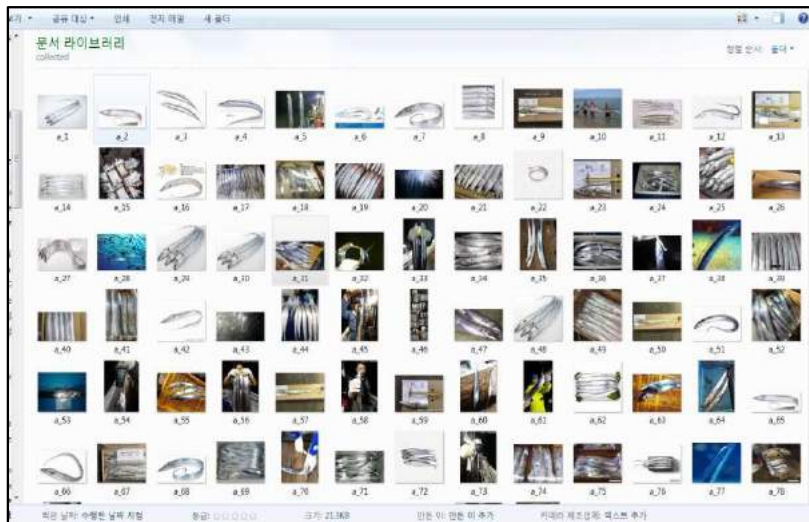 공유 대상 인쇄 전자 메일 새 폴더
문서 라이브러리
collected
정렬 순서: 폴더
a_1 a_2 a_3 a_4 a_5 a_6 a_7 a_8 a_9 a_10 a_11 a_12 a_13
a_14 a_15 a_16 a_17 a_18 a_19 a_20 a_21 a_22 a_23 a_24 a_25 a_26
a_27 a_28 a_29 a_30 a_31 a_32 a_33 a_34 a_35 a_36 a_37 a_38 a_39
a_40 a_41 a_42 a_43 a_44 a_45 a_46 a_47 a_48 a_49 a_50 a_51 a_52
a_53 a_54 a_55 a_56 a_57 a_58 a_59 a_60 a_61 a_62 a_63 a_64 a_65
a_66 a_67 a_68 a_69 a_70 a_71 a_72 a_73 a_74 a_75 a_76 a_77 a_78
찍은 날짜: 수행된 날짜 지정 등급: 크기: 21.3KB 만든 이: 만든 이 추가 카메라 제조업체: 텍스트 추가